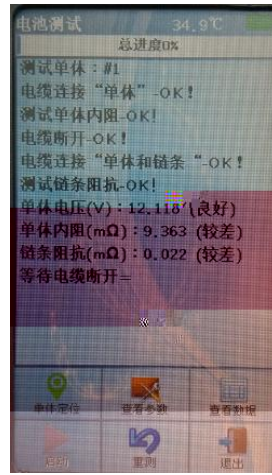 电池测试 34.9℃
总进度0%
测试单体：#1
电缆连接“单体”-OK！
测试单体内阻-OK！
电缆断开-OK！
电缆连接“单体和链条“-OK！
测试链条阻抗-OK！
单体电压(V)：12.118 (良好)
单体内阻(mΩ)：9.363 (较差)
链条阻抗(mΩ)：0.022 (较差)
等待电缆断开=
单体定位 查看参数 查看数据
启动 重测 退出